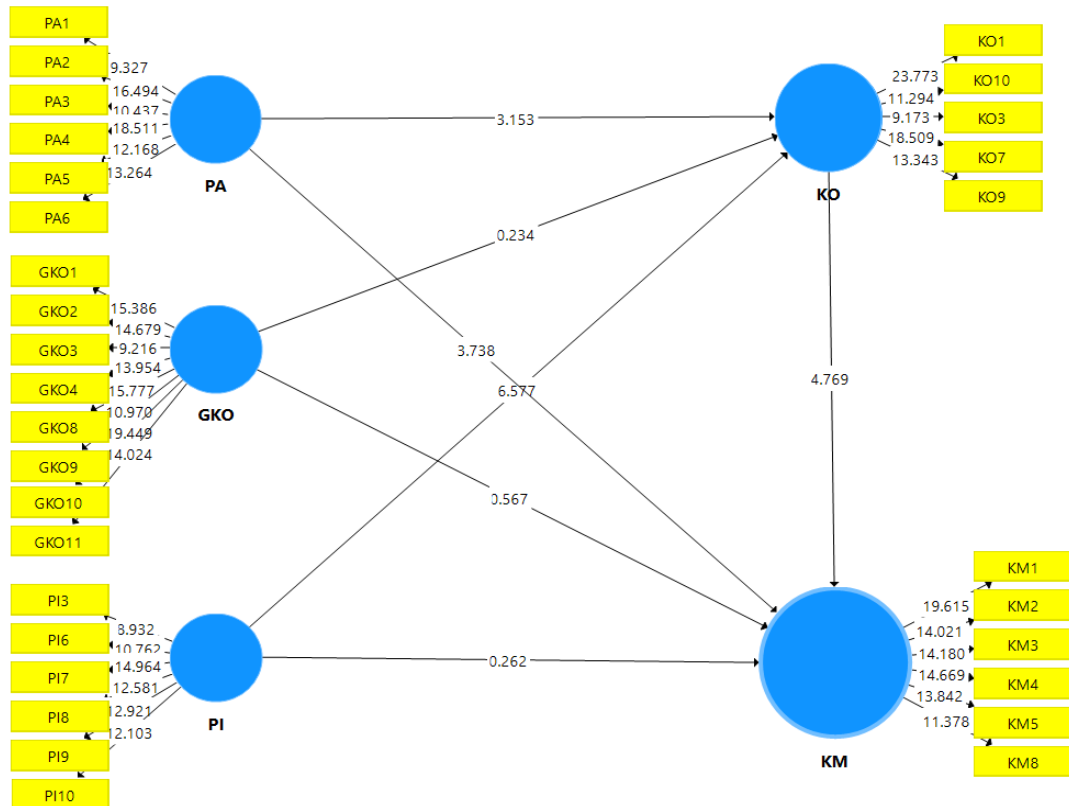 PA1
PA2
PA3
PA4
PA5
PA6
9.327
16.494
10.437
18.511
12.168
13.264
PA
GKO1
GKO2
GKO3
GKO4
GKO8
GKO9
GKO10
GKO11
15.386
14.679
9.216
13.954
15.777
10.970
19.449
14.024
GKO
PI3
PI6
PI7
PI8
PI9
PI10
8.932
10.762
14.964
12.581
12.921
12.103
PI
3.153
0.234
3.738
6.577
0.567
0.262
4.769
KO
23.773
11.294
9.173
18.509
13.343
KO1
KO10
KO3
KO7
KO9
KM
19.615
14.021
14.180
14.669
13.842
11.378
KM1
KM2
KM3
KM4
KM5
KM8